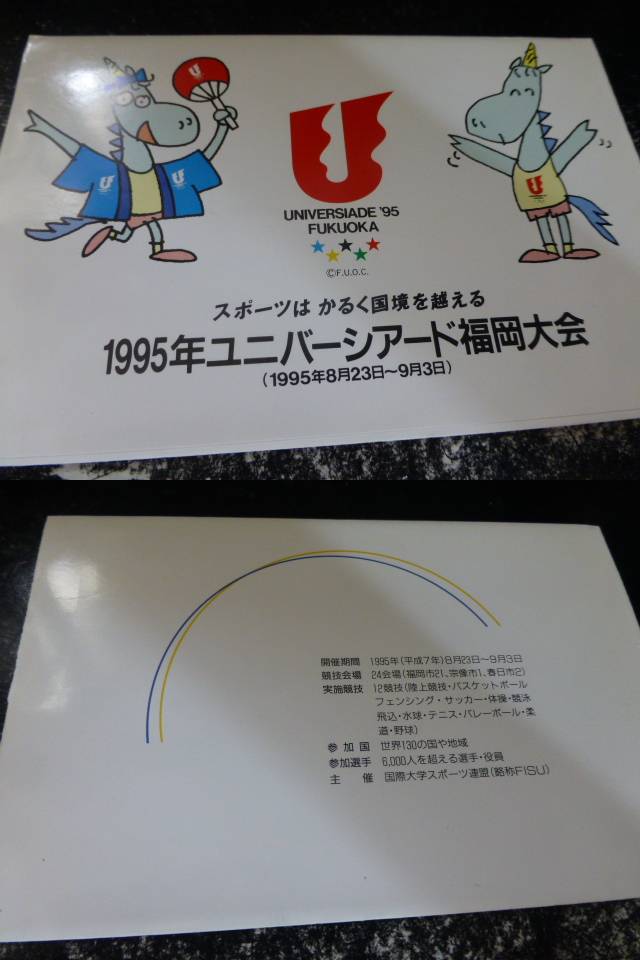 UNIVERSIADE '95
FUKUOKA
©F.U.O.C.
スポーツは かるく国境を越える
1995年ユニバーシアード福岡大会
(1995年8月23日〜9月3日)
開催期間 1995年(平成7年)8月23日〜9月3日
競技会場 24会場(福岡市21、宗像市1、春日市2)
実施競技 12競技(陸上競技・バスケットボール
フェンシング・サッカー・体操・競泳
飛込・水球・テニス・バレーボール・柔
道・野球)
参加国 世界130の国や地域
参加選手 6,000人を超える選手・役員
主催 国際大学スポーツ連盟(略称FISU)